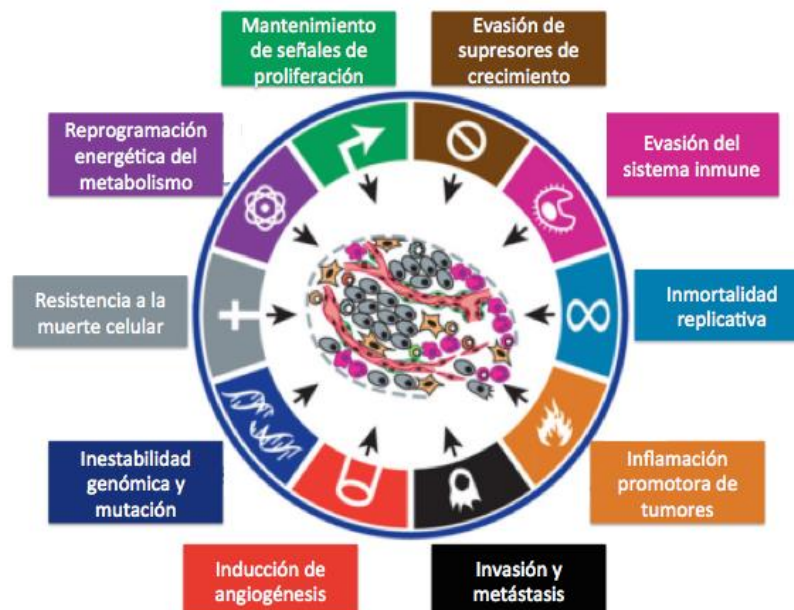 Mantenimiento
de señales de
proliferación
Evasión
de supresores de
crecimiento
Reprogramación
energética del
metabolismo
Evasión del
sistema inmune
Resistencia a la
muerte celular
Inmortalidad
replicativa
Inestabilidad
genómica y
mutación
Inflamación
promotora de
tumores
Inducción de
angiogénesis
Invasión y
metástasis